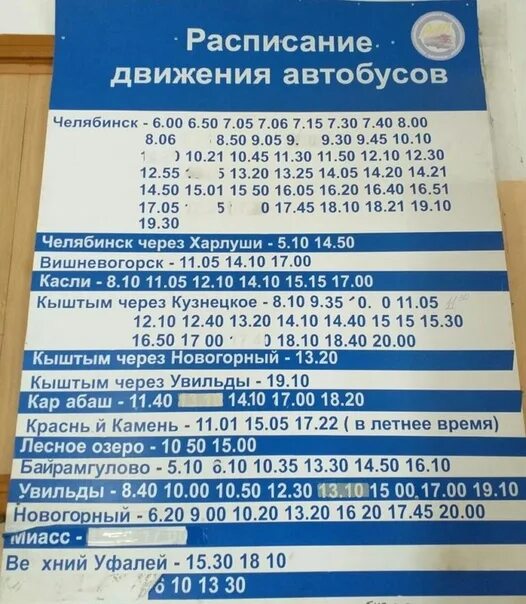 Расписание
движения автобусов
Челябинск - 6.00 6.50 7.05 7.06 7.15 7.30 7.40 8.00
8.06 8.50 9.05 9.30 9.45 10.10
10.21 10.45 11.30 11.50 12.10 12.30
12.55 13.20 13.25 14.05 14.20 14.21
14.50 15.01 15 50 16.05 16.20 16.40 16.51
17.05 17.45 18.10 18.21 19.10
19.30
Челябинск через Харлуши - 5.10 14.50
Вишневогорск - 11.05 14.10 17.00
Касли - 8.10 11.05 12.10 14.10 15.15 17.00
Кыштым через Кузнецкое - 8.10 9.35 11.05
12.10 12.40 13.20 14.10 14.40 15 15 15.30
16.50 17 00 18.10 18.40 20.00
Кыштым через Новогорный - 13.20
Кыштым через Увильды - 19.10
Кар абаш - 11.40 14.10 17.00 18.20
Красны й Камень - 11.01 15.05 17.22 ( в летнее время)
Лесное озеро - 10 50 15.00
Байрамгулово - 5.10 6.10 10.35 13.30 14.50 16.10
Увильды - 8.40 10.00 10.50 12.30 13.10 15 00 17.00 19.10
Новогорный - 6.20 9 00 10.20 13.20 16 20 17.45 20.00
Миасс -
Ве хний Уфалей - 15.30 18 10
6 10 13 30